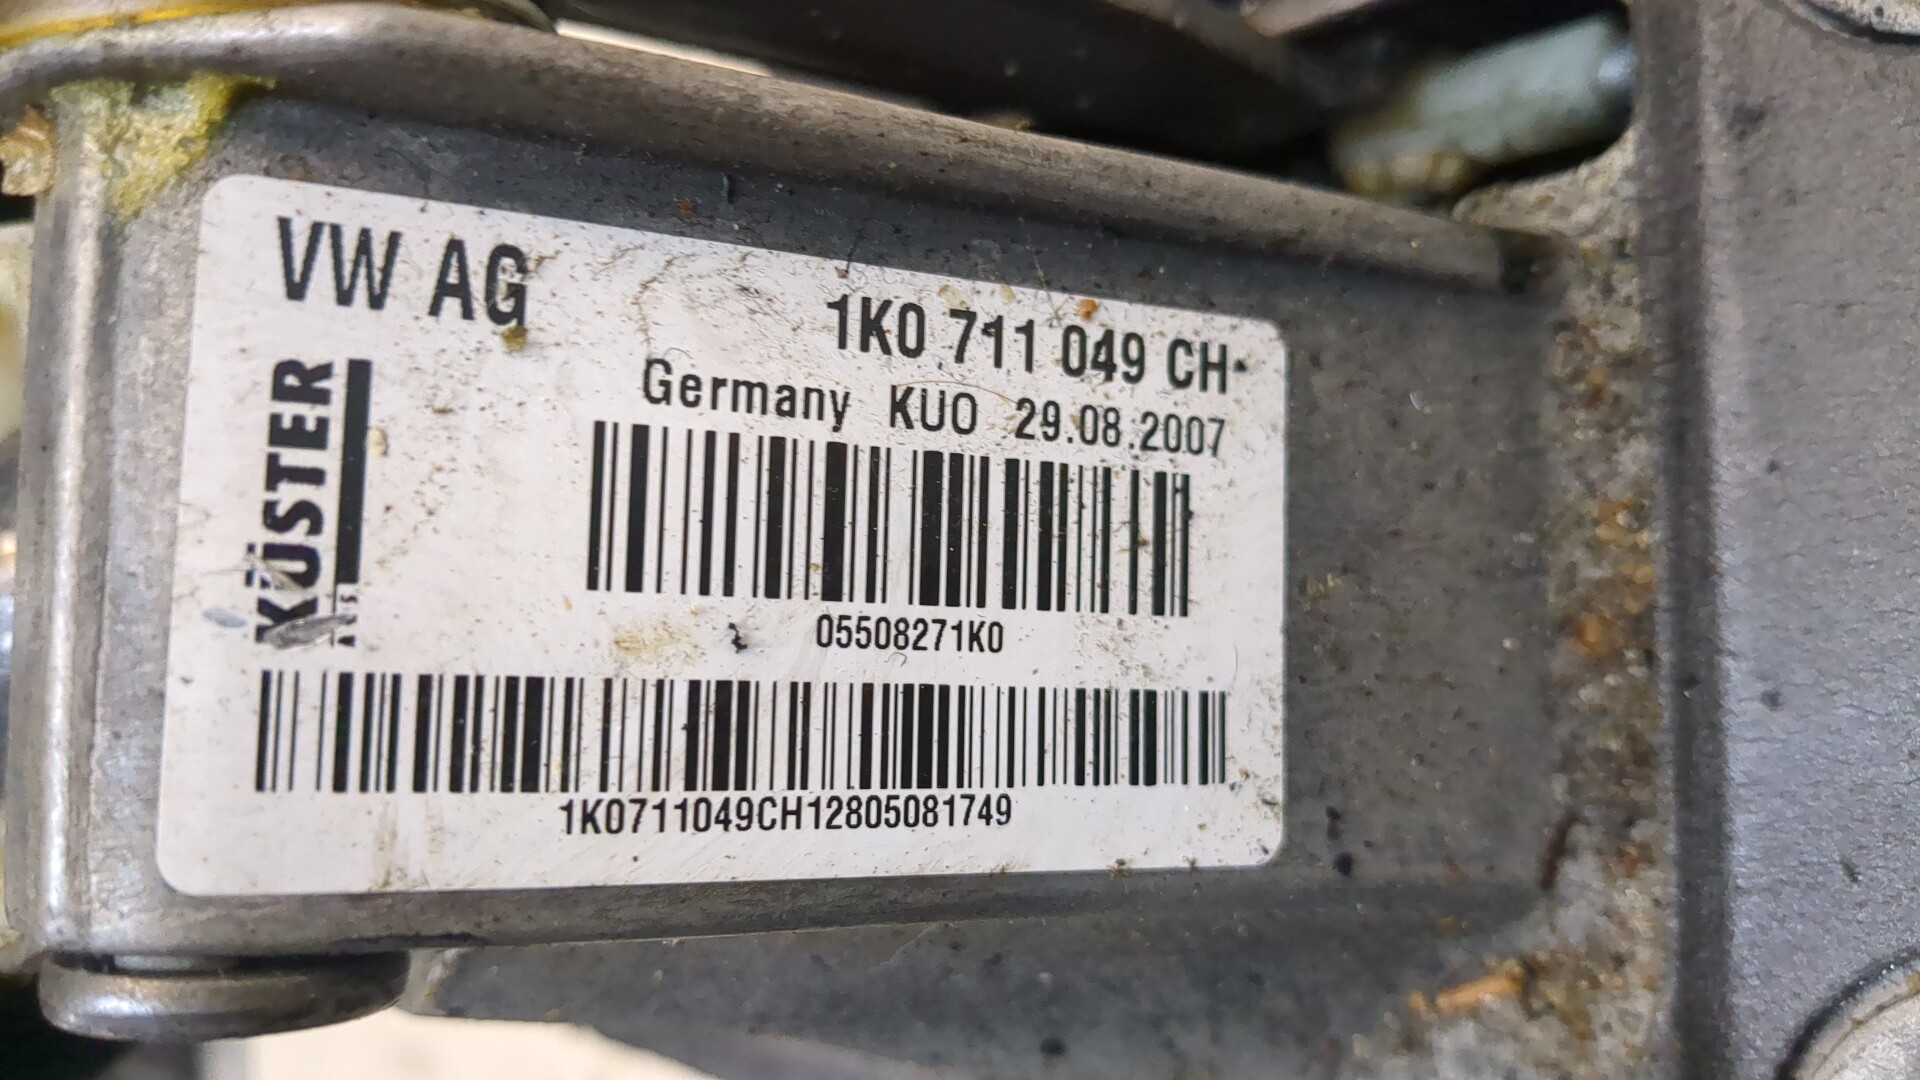 VW AG
1K0 711 049 CH
Germany KUO 29.08.2007
KÜSTER
05508271K0
1K0711049CH12805081749